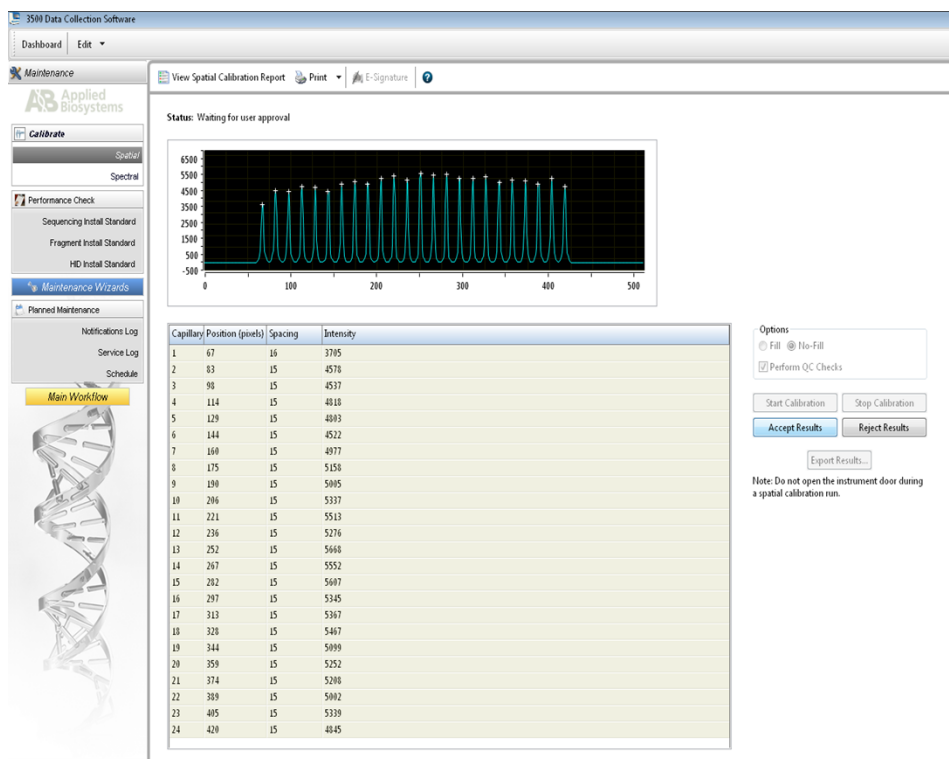 3500 Data Collection Software
Dashboard Edit
Maintenance
View Spatial Calibration Report Print E-Signature ?
AB Applied Biosystems
Status: Waiting for user approval
Calibrate
Spatial
Spectral
Performance Check
Sequencing Install Standard
Fragment Install Standard
HID Install Standard
Maintenance Wizards
Planned Maintenance
Notifications Log
Service Log
Schedule
Main Workflow
6500
5500
4500
3500
2500
1500
500
-500
0 100 200 300 400 500
Capillary Position (pixels) Spacing Intensity
1 67 16 3705
2 83 15 4578
3 98 15 4537
4 114 15 4818
5 129 15 4803
6 144 15 4522
7 160 15 4977
8 175 15 5158
9 190 15 5005
10 206 15 5337
11 221 15 5513
12 236 15 5276
13 252 15 5668
14 267 15 5552
15 282 15 5607
16 297 15 5345
17 313 15 5367
18 328 15 5467
19 344 15 5099
20 359 15 5252
21 374 15 5208
22 389 15 5002
23 405 15 5339
24 420 15 4845
Options
Fill No-Fill
Perform QC Checks
Start Calibration Stop Calibration
Accept Results Reject Results
Export Results...
Note: Do not open the instrument door during
a spatial calibration run.